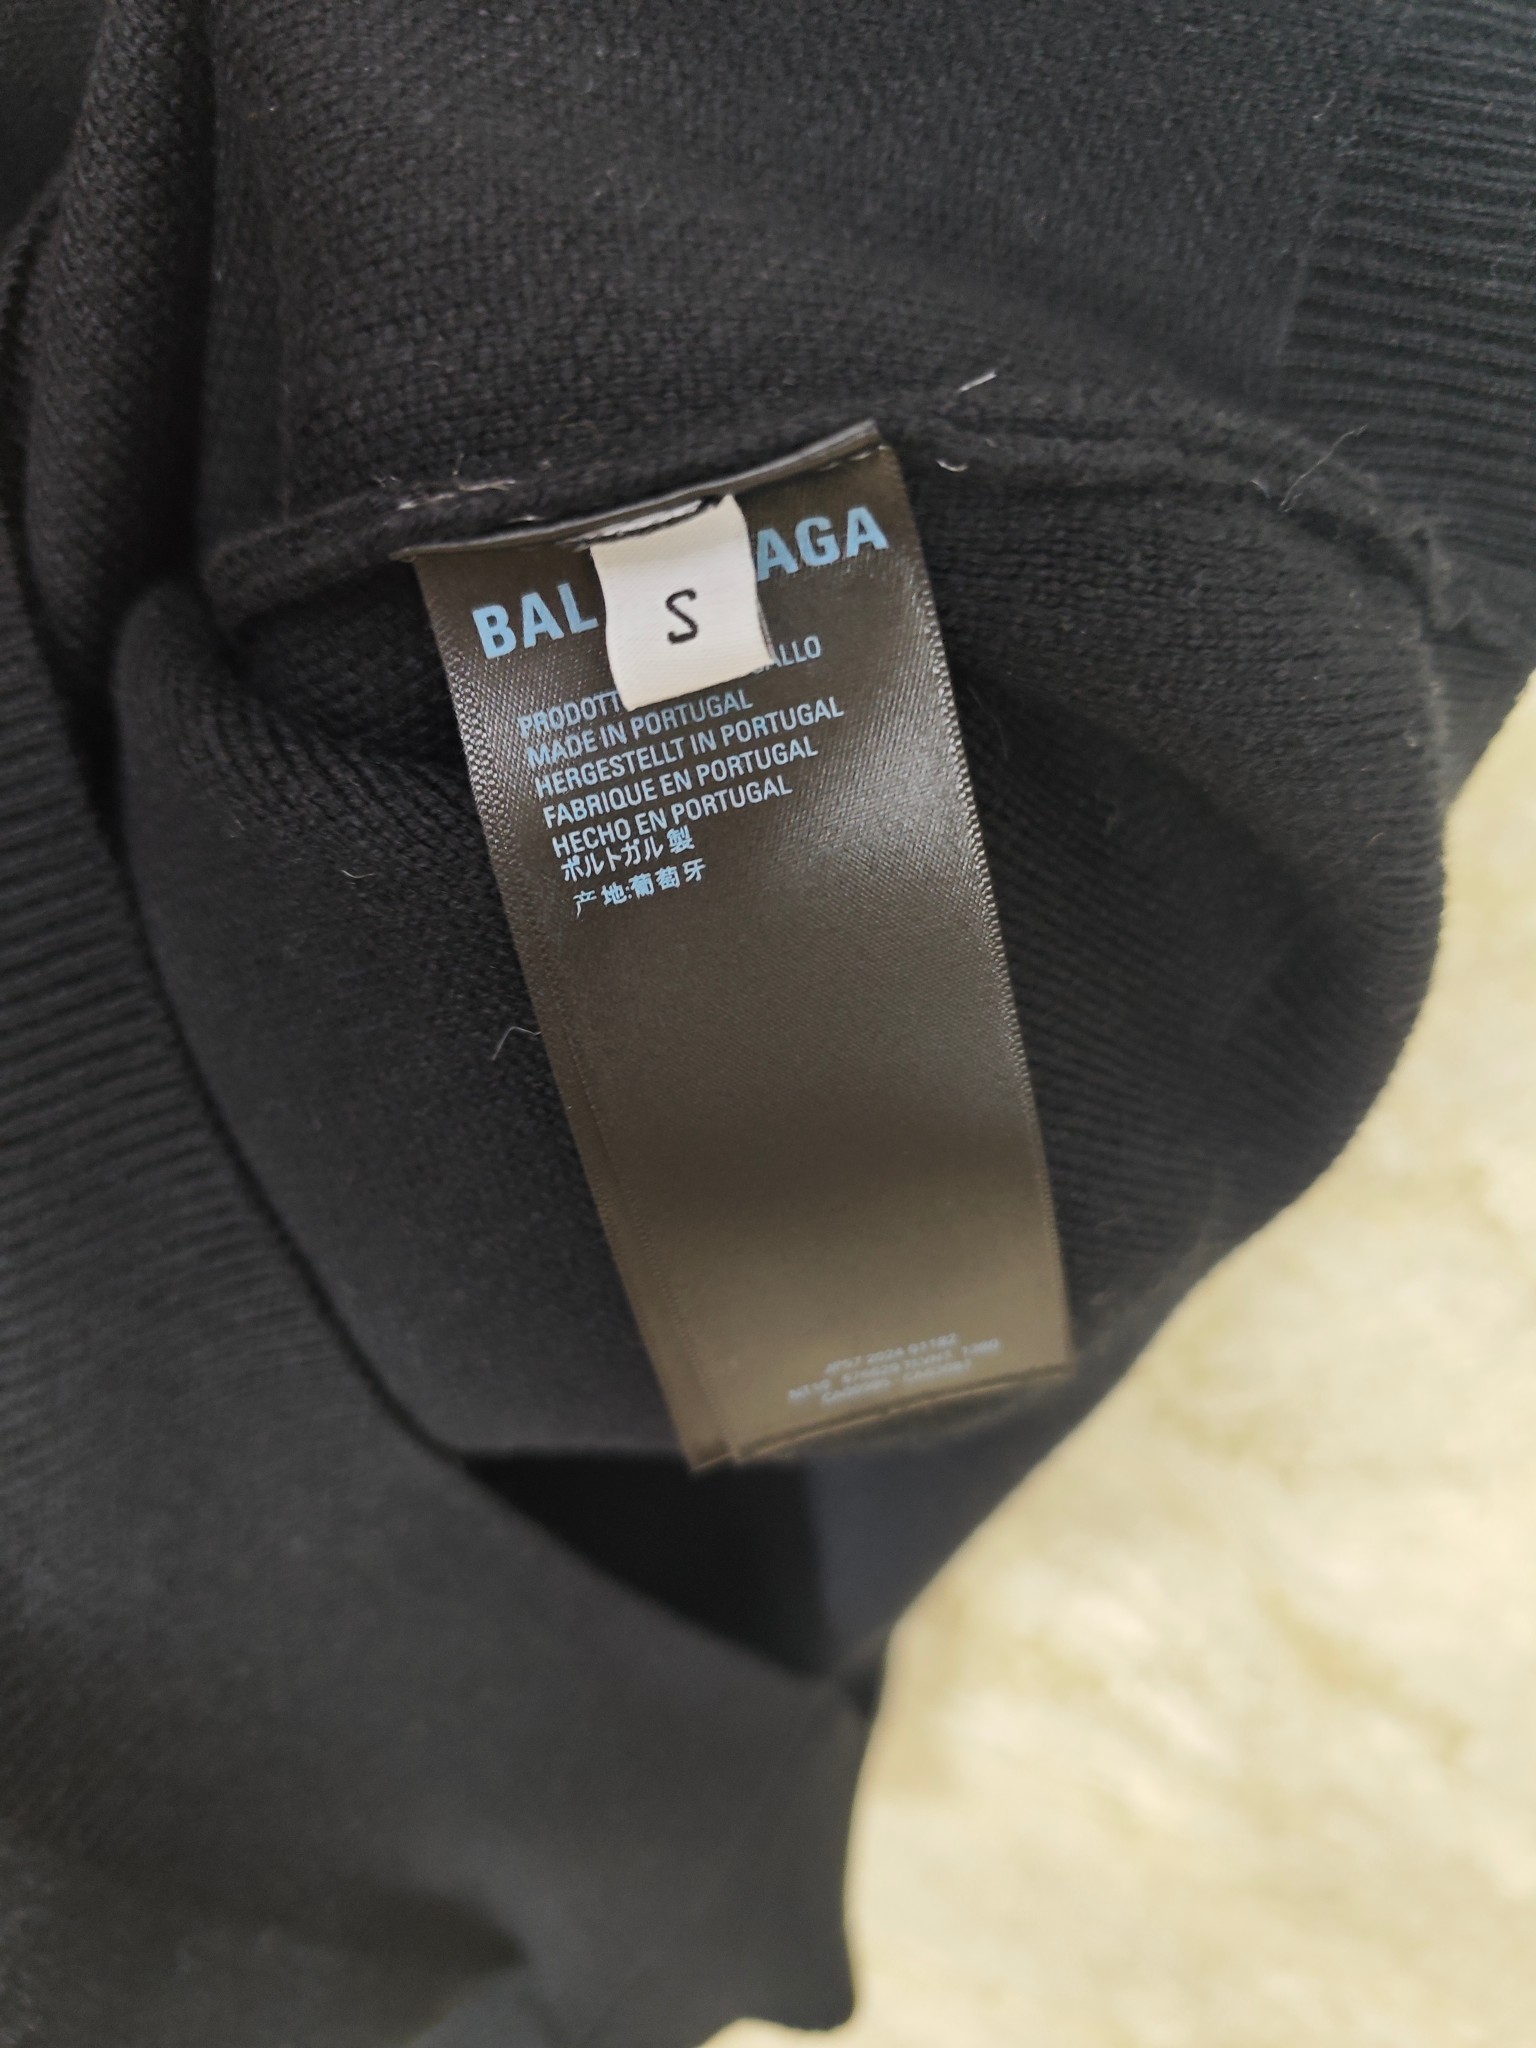 BAL AGA
S
PRODOTT GALLO
MADE IN PORTUGAL
HERGESTELLT IN PORTUGAL
FABRIQUE EN PORTUGAL
HECHO EN PORTUGAL
ポルトガル製
产地:葡萄牙